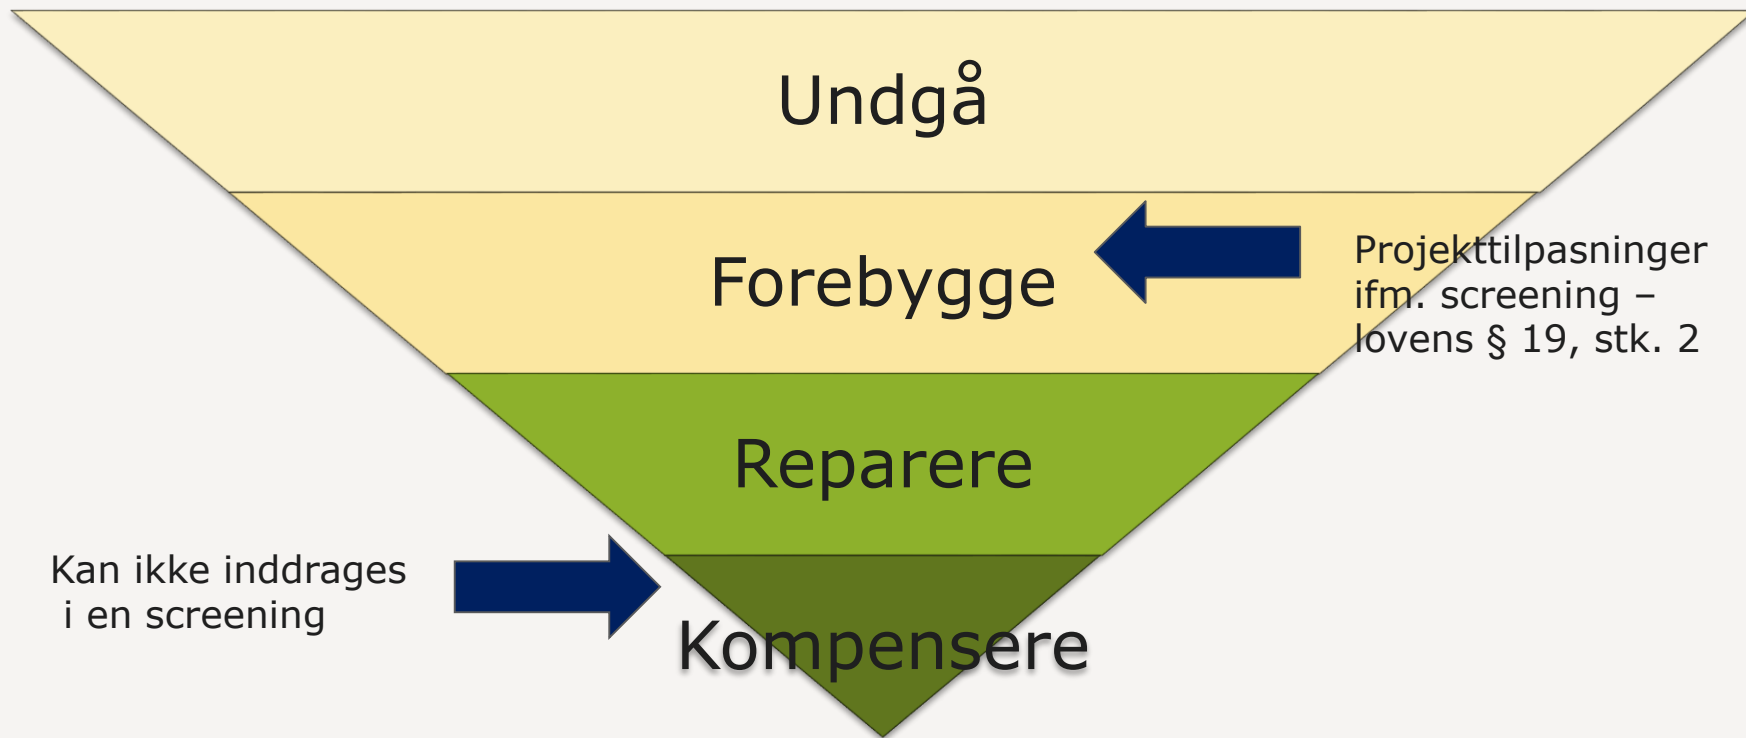 Undgå
Forebygge
Projekttilpasninger
ifm. screening –
lovens § 19, stk. 2
Reparere
Kan ikke inddrages
i en screening
Kompensere